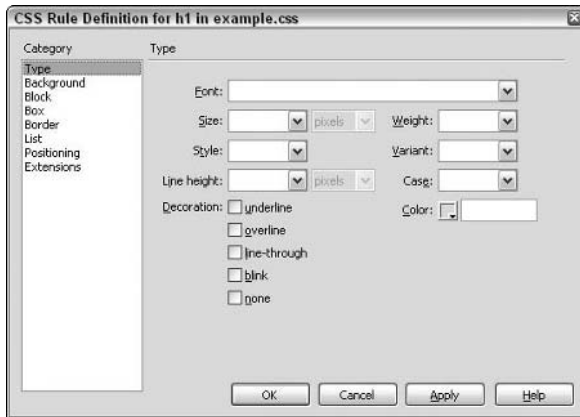 CSS Rule Definition for h1 in example.css
Category
Type
Type
Background
Block
Box
Border
List
Positioning
Extensions
Font:
Size: pixels Weight:
Style: Variant:
Line height: pixels Case:
Decoration: underline Color:
overline
line-through
blink
none
OK Cancel Apply Help